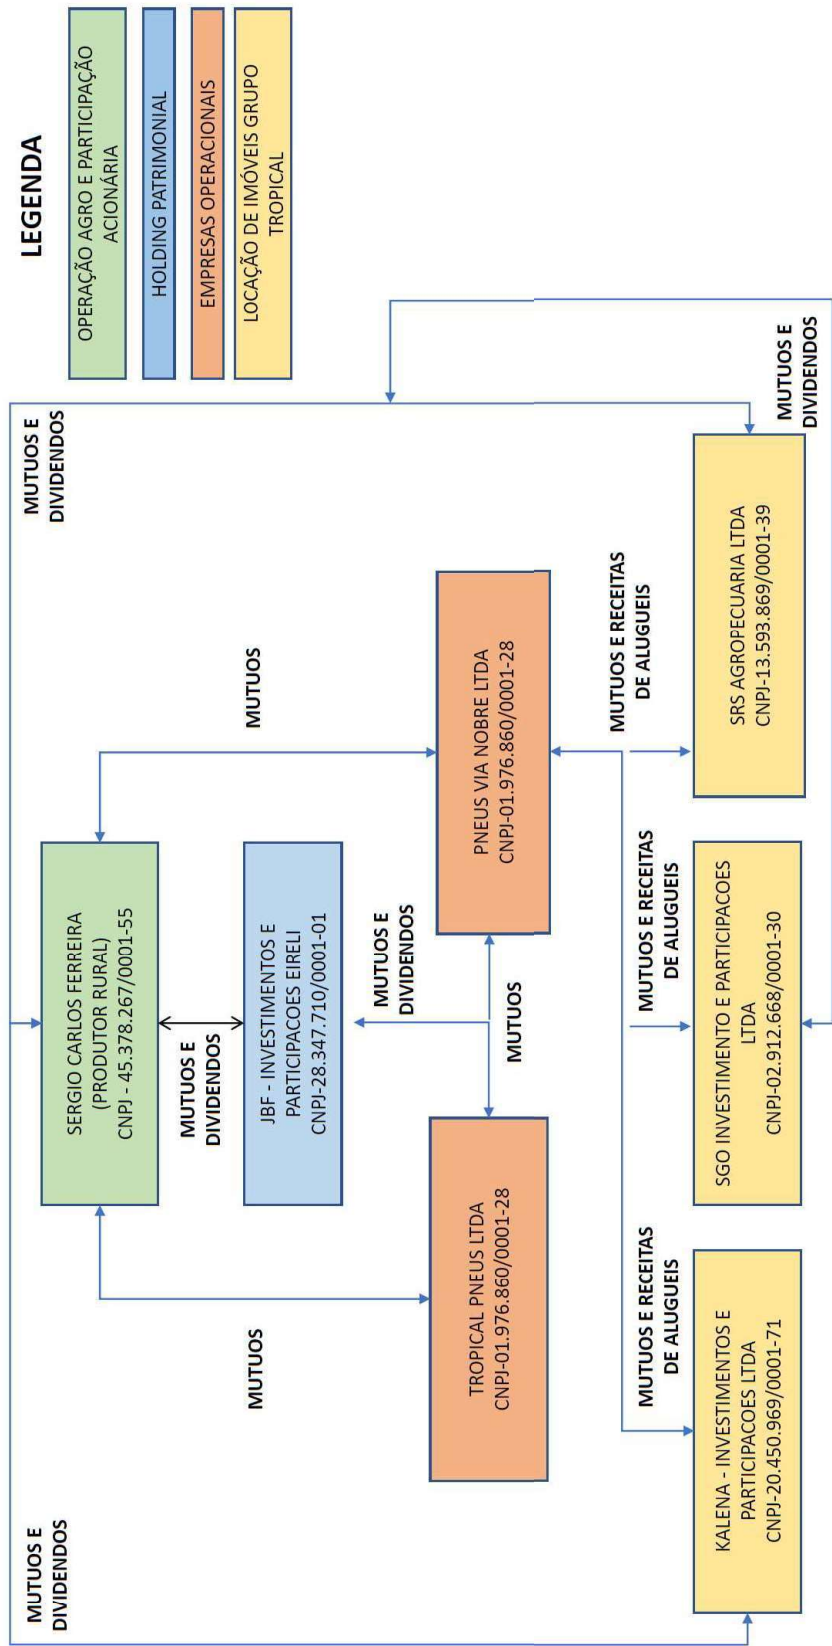 LEGENDA
OPERAÇÃO AGRO E PARTICIPAÇÃO
ACIONÁRIA
HOLDING PATRIMONIAL
EMPRESAS OPERACIONAIS
LOCAÇÃO DE IMÓVEIS GRUPO
TROPICAL
MUTUOS E
DIVIDENDOS
MUTUOS E
DIVIDENDOS
SERGIO CARLOS FERREIRA
(PRODUTOR RURAL)
CNPJ - 45.378.267/0001-55
MUTUOS E
DIVIDENDOS
MUTUOS
MUTUOS
JBF - INVESTIMENTOS E
PARTICIPACOES EIRELI
CNPJ-28.347.710/0001-01
MUTUOS E
DIVIDENDOS
TROPICAL PNEUS LTDA
CNPJ-01.976.860/0001-28
MUTUOS
PNEUS VIA NOBRE LTDA
CNPJ-01.976.860/0001-28
MUTUOS E RECEITAS
DE ALUGUEIS
MUTUOS E RECEITAS
DE ALUGUEIS
MUTUOS E RECEITAS
DE ALUGUEIS
KALENA - INVESTIMENTOS E
PARTICIPACOES LTDA
CNPJ-20.450.969/0001-71
SGO INVESTIMENTO E PARTICIPACOES
LTDA
CNPJ-02.912.668/0001-30
SRS AGROPECUARIA LTDA
CNPJ-13.593.869/0001-39
MUTUOS E
DIVIDENDOS